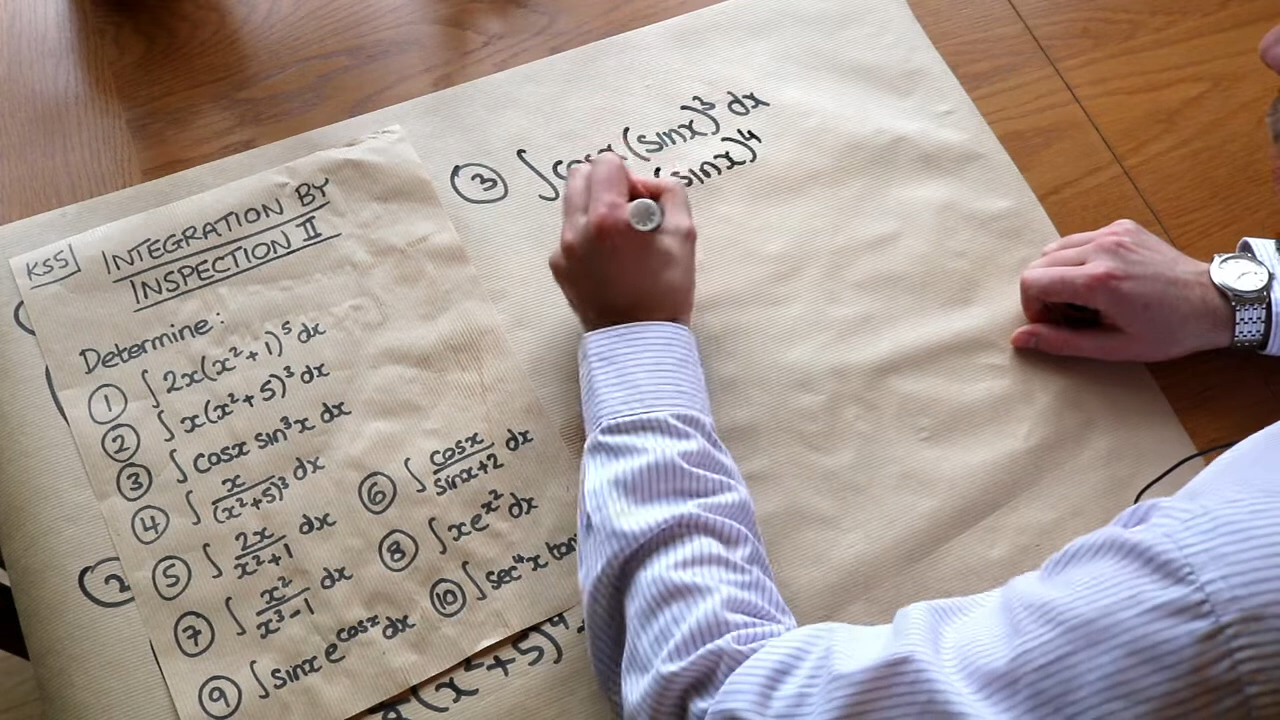 KS5
INTEGRATION BY
INSPECTION II
Determine:
① ∫ 2x(x² + 1)⁵ dx
② ∫ x(x² + 5)³ dx
③ ∫ cosx sin³x dx
④ ∫ x/(x²+5)³ dx
⑤ ∫ 2x/(x²+1) dx
⑥ ∫ cosx/(sinx+2) dx
⑦ ∫ x²/(x³-1) dx
⑧ ∫ xe^(x²) dx
⑨ ∫ sinx e^(cosx) dx
⑩ ∫ sec⁴x tan
③ ∫ cosx (sinx)³ dx
(sinx)⁴
2
(x²+5)⁴